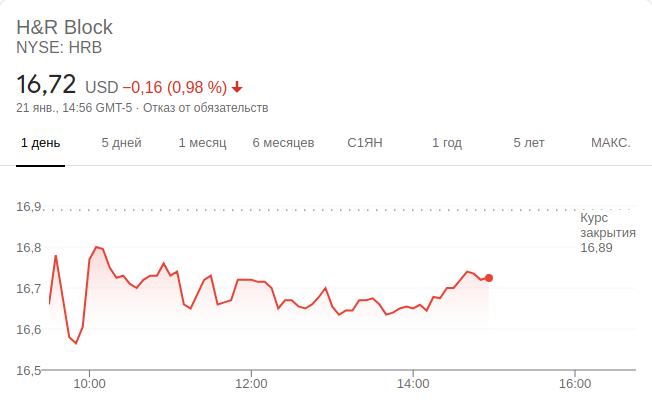 H&R Block
NYSE: HRB
16,72 USD −0,16 (0,98 %)
21 янв., 14:56 GMT-5 · Отказ от обязательств
1 день 5 дней 1 месяц 6 месяцев С1ЯН 1 год 5 лет МАКС.
16,9
Курс
закрытия
16,89
16,8
16,7
16,6
16,5
10:00 12:00 14:00 16:00